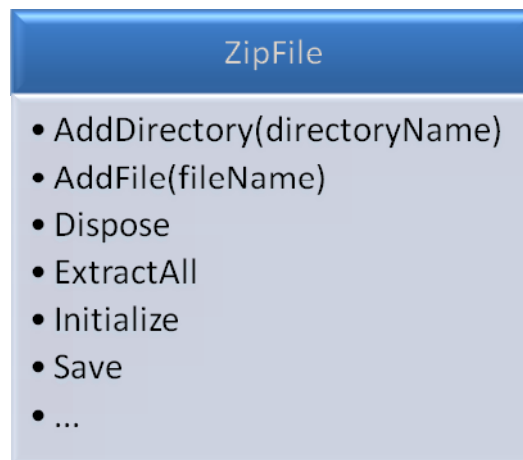 ZipFile
• AddDirectory(directoryName)
• AddFile(fileName)
• Dispose
• ExtractAll
• Initialize
• Save
• ...